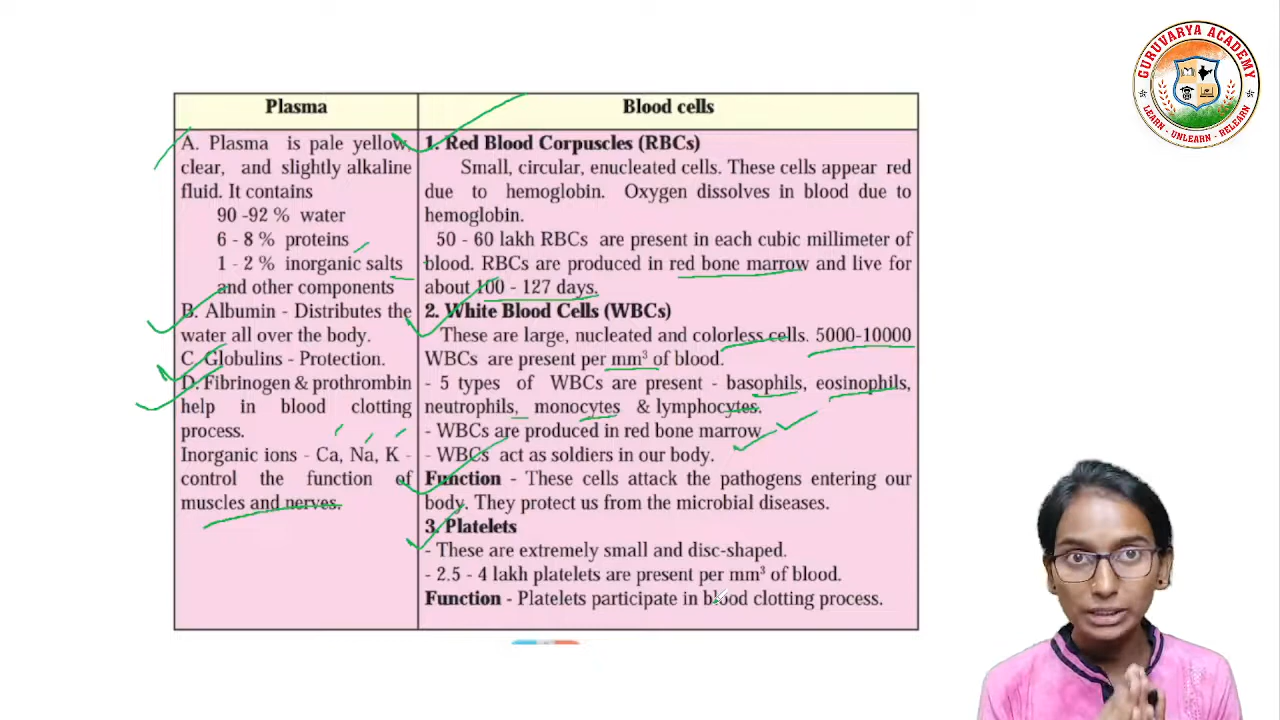 GURUVARYA ACADEMY
LEARN - UNLEARN - RELEARN
Plasma
A. Plasma is pale yellow,
clear, and slightly alkaline
fluid. It contains
90 -92 % water
6 - 8 % proteins
1 - 2 % inorganic salts
and other components
B. Albumin - Distributes the
water all over the body.
C. Globulins - Protection.
D. Fibrinogen & prothrombin
help in blood clotting
process.
Inorganic ions - Ca, Na, K -
control the function of
muscles and nerves.
Blood cells
1. Red Blood Corpuscles (RBCs)
Small, circular, enucleated cells. These cells appear red
due to hemoglobin. Oxygen dissolves in blood due to
hemoglobin.
50 - 60 lakh RBCs are present in each cubic millimeter of
blood. RBCs are produced in red bone marrow and live for
about 100 - 127 days.
2. White Blood Cells (WBCs)
These are large, nucleated and colorless cells. 5000-10000
WBCs are present per mm³ of blood.
- 5 types of WBCs are present - basophils, eosinophils,
neutrophils, monocytes & lymphocytes.
- WBCs are produced in red bone marrow
- WBCs act as soldiers in our body.
Function - These cells attack the pathogens entering our
body. They protect us from the microbial diseases.
3. Platelets
- These are extremely small and disc-shaped.
- 2.5 - 4 lakh platelets are present per mm³ of blood.
Function - Platelets participate in blood clotting process.